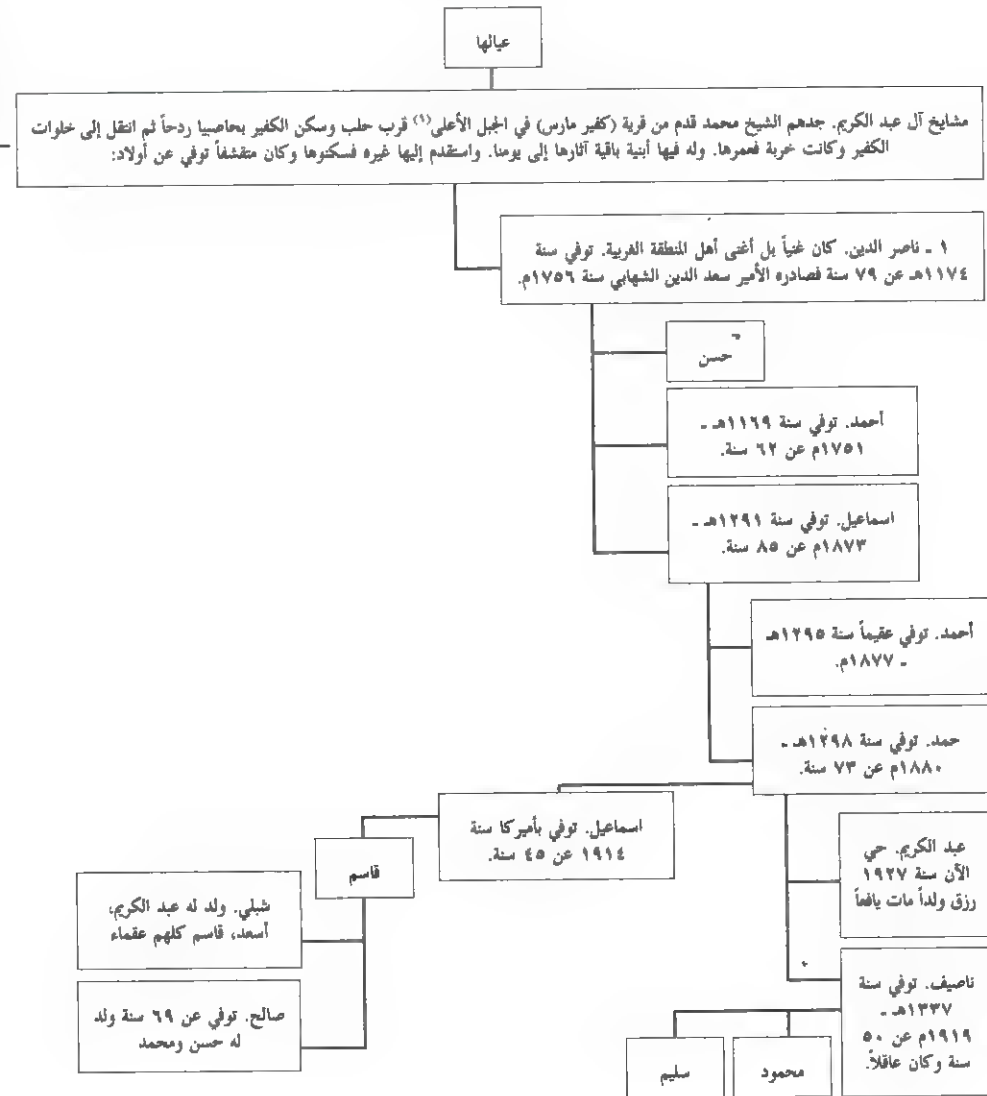 عيالها
مشايخ آل عبد الكريم. جدهم الشيخ محمد قدم من قرية (كفير مارس) في الجبل الأعلى(١) قرب حلب وسكن الكفير بحاصبيا ردحاً ثم انتقل إلى خلوات
الكفير وكانت خربة فعمرها. وله فيها أبنية باقية آثارها إلى يومنا. واستقدم إليها غيره فسكنوها وكان متقشفاً توفي عن أولاد:
١ ـ ناصر الدين. كان غنياً بل أغنى أهل المنطقة الغربية. توفي سنة
١١٧٤هـ عن ٧٩ سنة فصادره الأمير سعد الدين الشهابي سنة ١٧٥٦م.
حسن
أحمد. توفي سنة ١١٦٩هـ ـ
١٧٥١م عن ٦٢ سنة.
اسماعيل. توفي سنة ١٢٩١هـ ـ
١٨٧٣م عن ٨٥ سنة.
أحمد. توفي عقيماً سنة ١٢٩٥هـ
ـ ١٨٧٧م.
حمد. توفي سنة ١٢٩٨هـ ـ
١٨٨٠م عن ٧٣ سنة.
عبد الكريم. حي
الآن سنة ١٩٢٧
رزق ولداً مات يافعاً
ناصيف. توفي سنة
١٣٣٧هـ ـ
١٩١٩م عن ٥٠
سنة وكان عاقلاً.
محمود
سليم
اسماعيل. توفي بأميركا سنة
١٩١٤ عن ٤٥ سنة.
قاسم
شبلي. ولد له عبد الكريم،
أسعد، قاسم كلهم عقماء
صالح. توفي عن ٦٩ سنة ولد
له حسن ومحمد